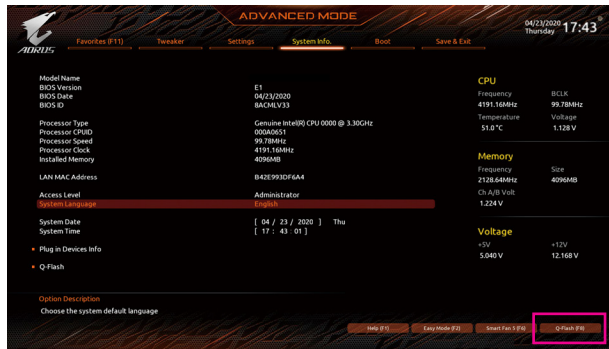 ADVANCED MODE
04/23/2020 Thursday 17:43
AORUS
Favorites (F11) Tweaker Settings System Info. Boot Save & Exit
Model Name
BIOS Version E1
BIOS Date 04/23/2020
BIOS ID 8ACMLV33
Processor Type Genuine Intel(R) CPU 0000 @ 3.30GHz
Processor CPUID 000A0651
Processor Speed 99.78MHz
Processor Clock 4191.16MHz
Installed Memory 4096MB
LAN MAC Address B42E993DF6A4
Access Level Administrator
System Language English
System Date [ 04 / 23 / 2020 ] Thu
System Time [ 17 : 43 : 01 ]
Plug in Devices Info
Q-Flash
CPU
Frequency BCLK
4191.16MHz 99.78MHz
Temperature Voltage
51.0 °C 1.128 V
Memory
Frequency Size
2128.64MHz 4096MB
Ch A/B Volt
1.224 V
Voltage
+5V +12V
5.040 V 12.168 V
Option Description
Choose the system default language
Help (F1) Easy Mode (F2) Smart Fan 5 (F6) Q-Flash (F8)